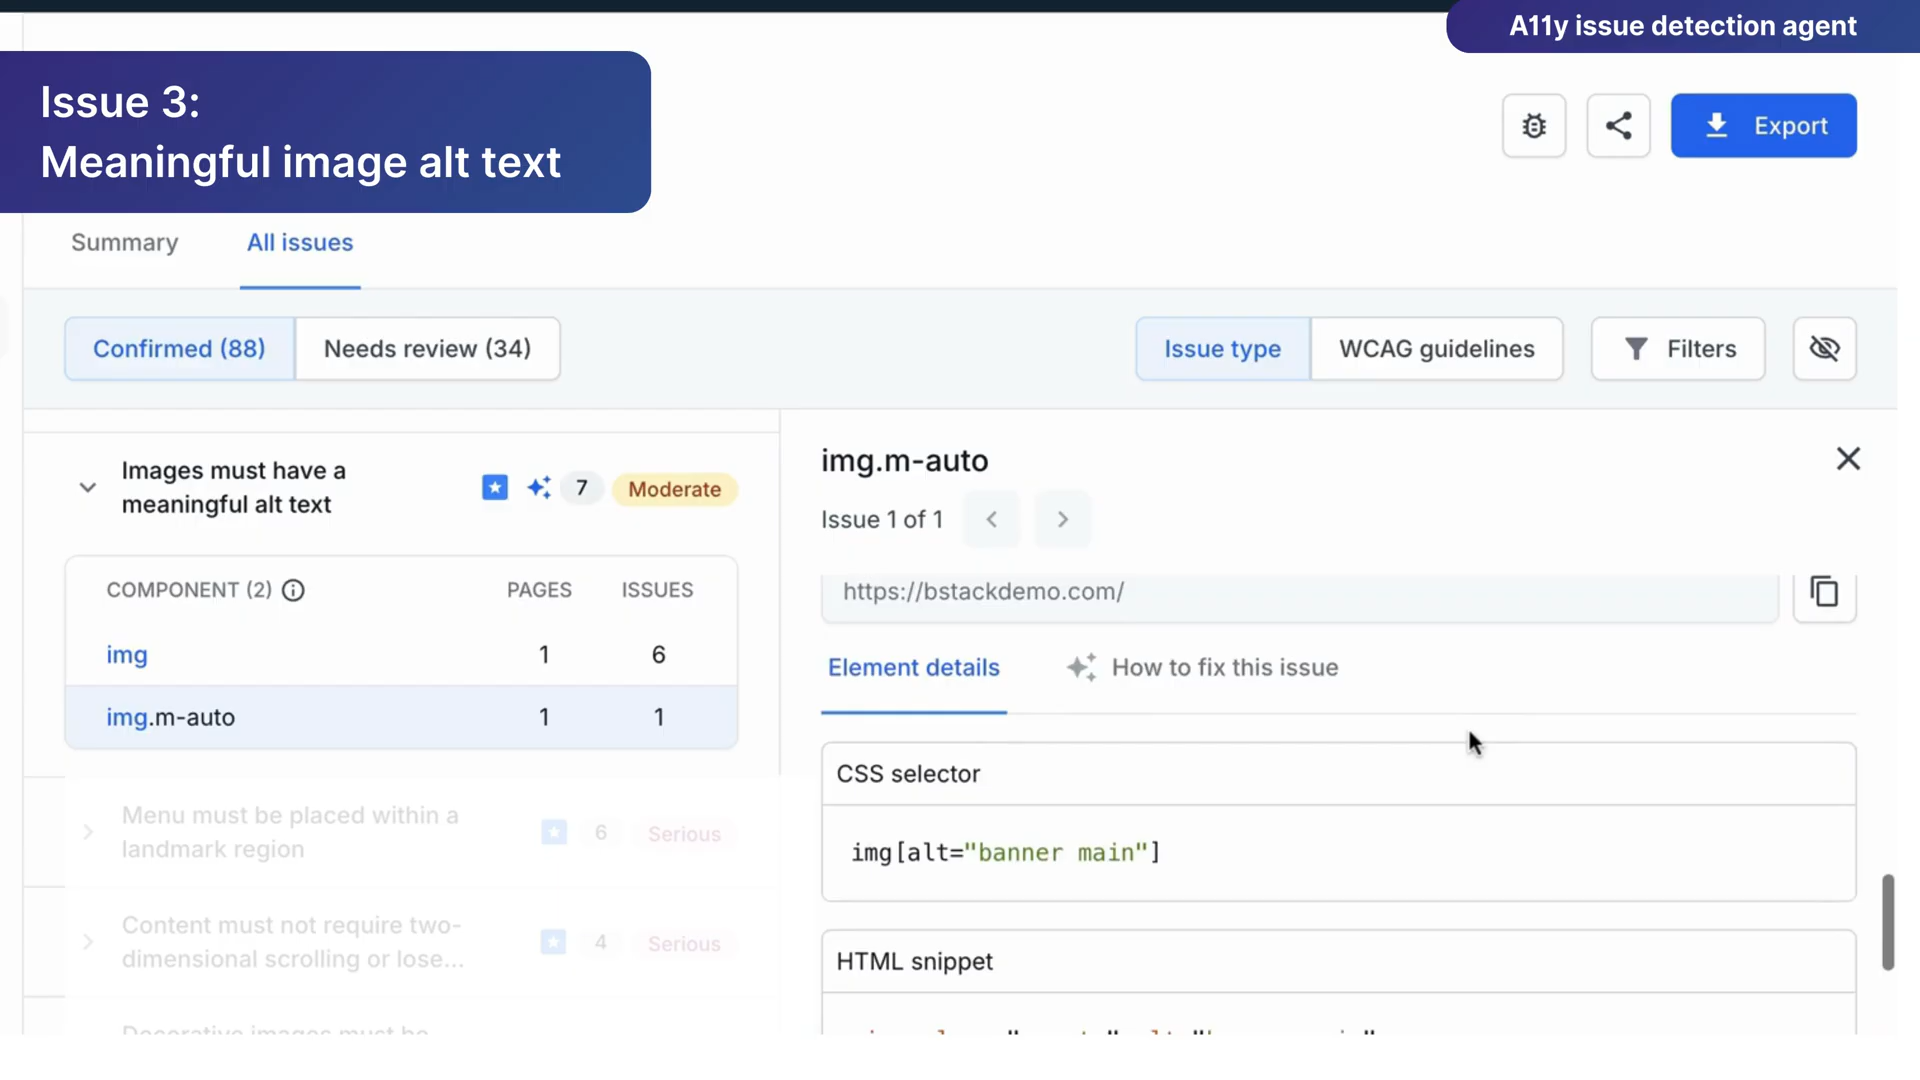 A11y issue detection agent
Issue 3:
Meaningful image alt text
Export
Summary
All issues
Confirmed (88)
Needs review (34)
Issue type
WCAG guidelines
Filters
Images must have a
meaningful alt text
7
Moderate
COMPONENT (2)
PAGES
ISSUES
img
1
6
img.m-auto
1
1
Menu must be placed within a
landmark region
6
Serious
Content must not require two-
dimensional scrolling or lose...
4
Serious
Decorative images must be
img.m-auto
Issue 1 of 1
https://bstackdemo.com/
Element details
How to fix this issue
CSS selector
img[alt="banner main"]
HTML snippet